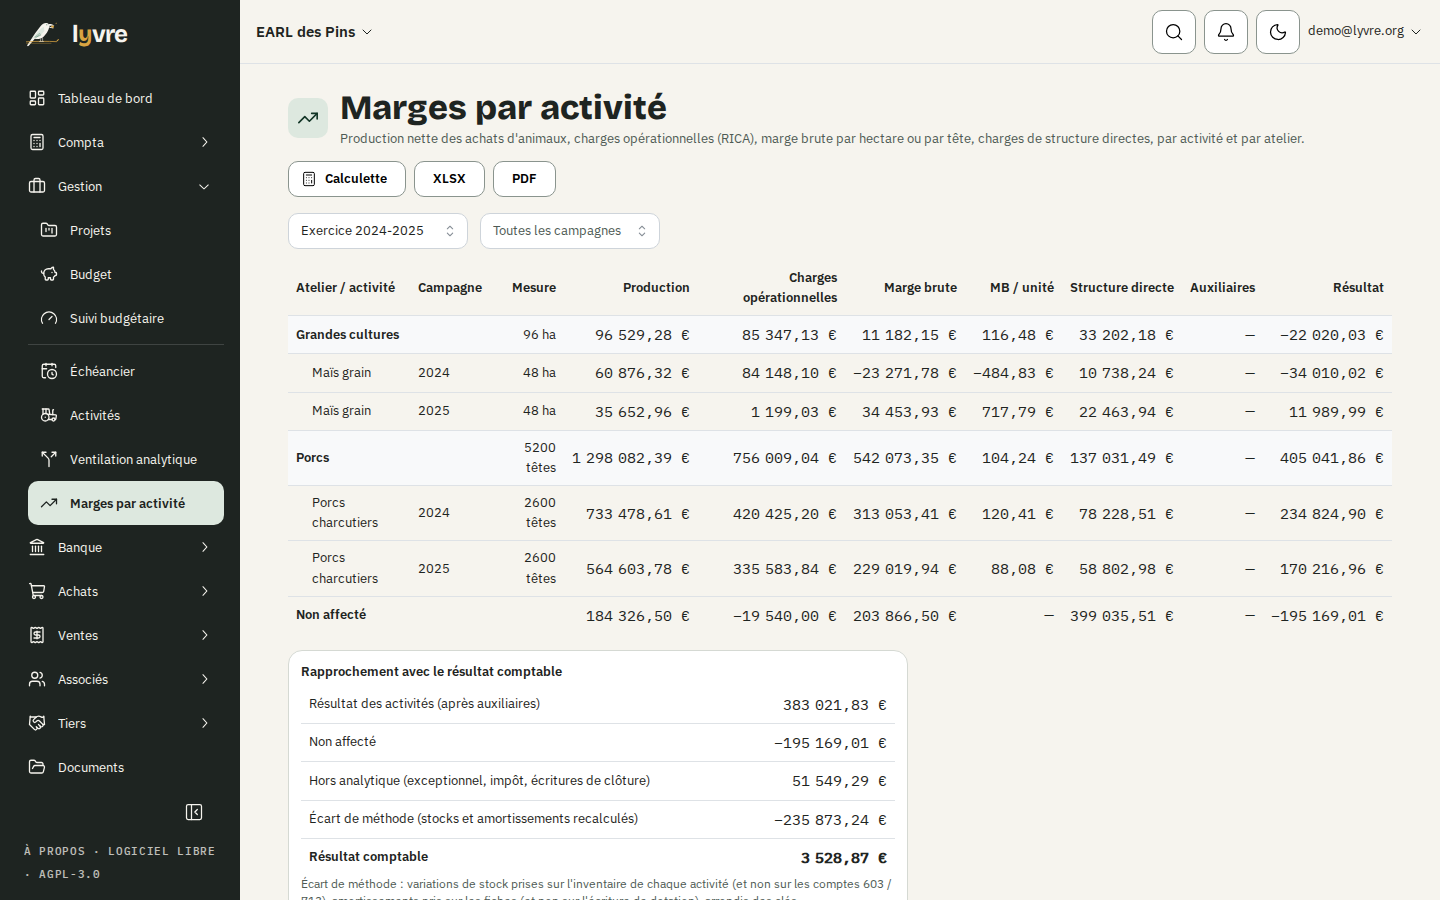 lyvre
EARL des Pins
demo@lyvre.org
Tableau de bord
Compta
Gestion
Projets
Budget
Suivi budgétaire
Échéancier
Activités
Ventilation analytique
Marges par activité
Banque
Achats
Ventes
Associés
Tiers
Documents
À PROPOS · LOGICIEL LIBRE
· AGPL-3.0
Marges par activité
Production nette des achats d'animaux, charges opérationnelles (RICA), marge brute par hectare ou par tête, charges de structure directes, par activité et par atelier.
Calculette XLSX PDF
Exercice 2024-2025 Toutes les campagnes
Atelier / activité Campagne Mesure Production Charges opérationnelles Marge brute MB / unité Structure directe Auxiliaires Résultat
Grandes cultures 96 ha 96 529,28 € 85 347,13 € 11 182,15 € 116,48 € 33 202,18 € — −22 020,03 €
Maïs grain 2024 48 ha 60 876,32 € 84 148,10 € −23 271,78 € −484,83 € 10 738,24 € — −34 010,02 €
Maïs grain 2025 48 ha 35 652,96 € 1 199,03 € 34 453,93 € 717,79 € 22 463,94 € — 11 989,99 €
Porcs 5200 têtes 1 298 082,39 € 756 009,04 € 542 073,35 € 104,24 € 137 031,49 € — 405 041,86 €
Porcs charcutiers 2024 2600 têtes 733 478,61 € 420 425,20 € 313 053,41 € 120,41 € 78 228,51 € — 234 824,90 €
Porcs charcutiers 2025 2600 têtes 564 603,78 € 335 583,84 € 229 019,94 € 88,08 € 58 802,98 € — 170 216,96 €
Non affecté 184 326,50 € −19 540,00 € 203 866,50 € — 399 035,51 € — −195 169,01 €
Rapprochement avec le résultat comptable
Résultat des activités (après auxiliaires) 383 021,83 €
Non affecté −195 169,01 €
Hors analytique (exceptionnel, impôt, écritures de clôture) 51 549,29 €
Écart de méthode (stocks et amortissements recalculés) −235 873,24 €
Résultat comptable 3 528,87 €
Écart de méthode : variations de stock prises sur l'inventaire de chaque activité (et non sur les comptes 603 /